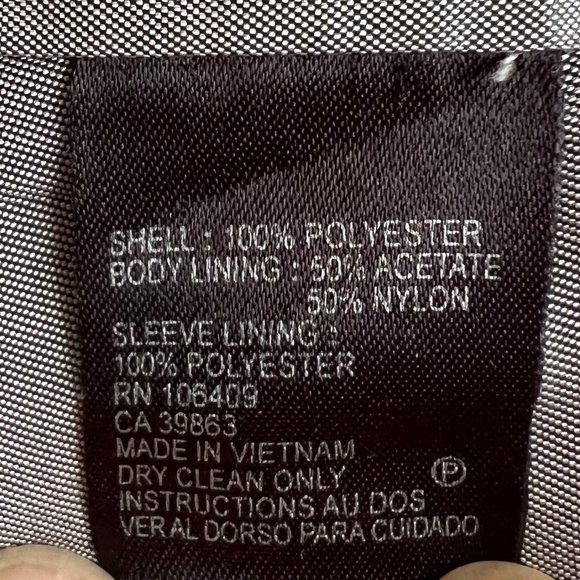 SHELL : 100% POLYESTER
BODY LINING : 50% ACETATE
50% NYLON
SLEEVE LINING :
100% POLYESTER
RN 106409
CA 39863
MADE IN VIETNAM
DRY CLEAN ONLY P
INSTRUCTIONS AU DOS
VER AL DORSO PARA CUIDADO